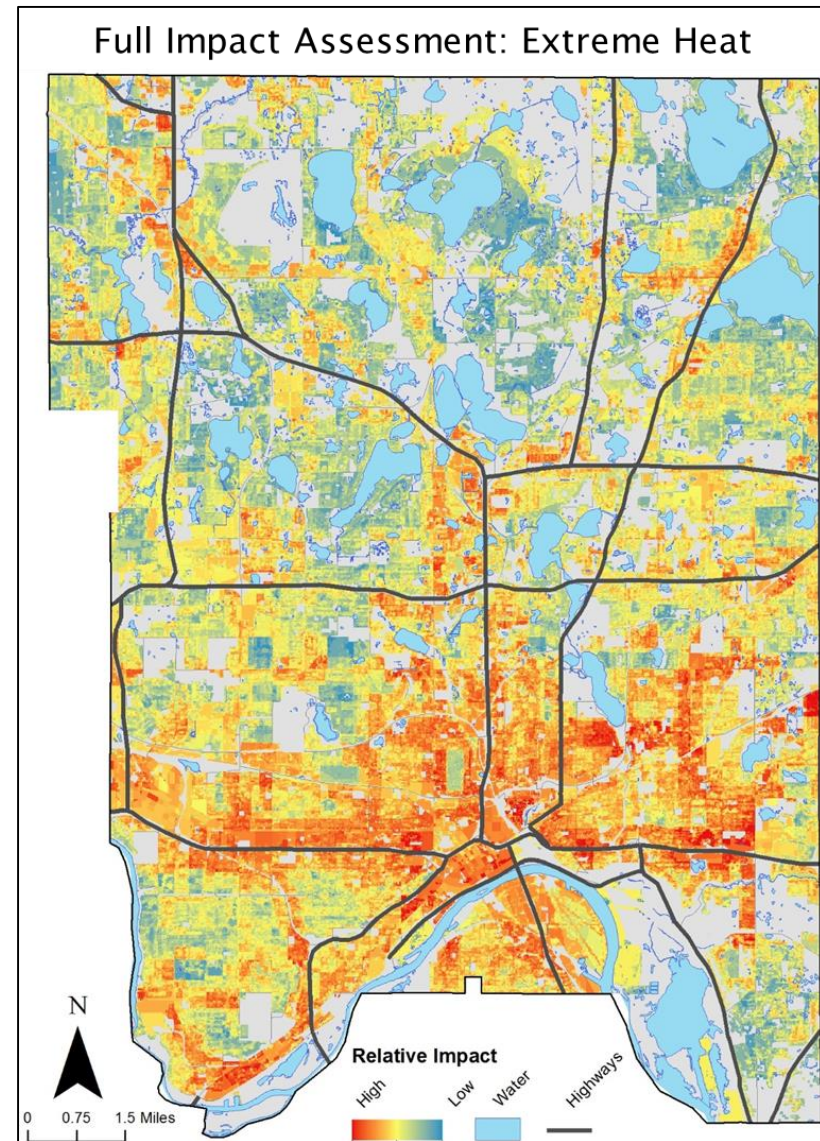 Full Impact Assessment: Extreme Heat
N
0 0.75 1.5 Miles
Relative Impact
High
Low
Water
Highways